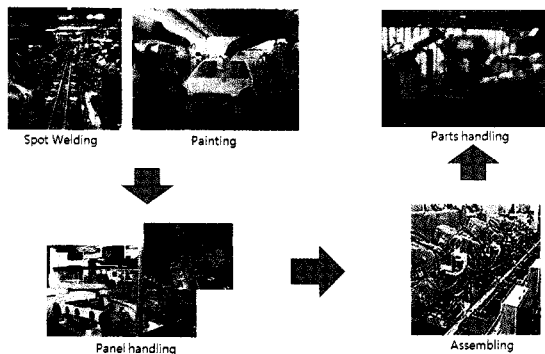 Spot Welding
Painting
Parts handling
Panel handling
Assembling